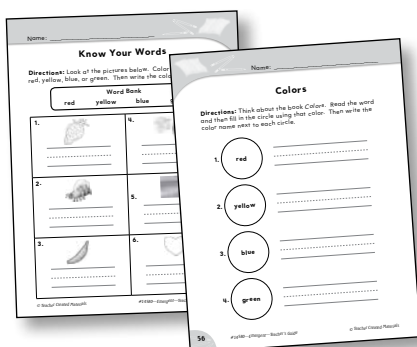 Name:
Know Your Words
Directions: Look at the pictures below. Color
red, yellow, blue, or green. Then write the
Word Bank
red yellow blue
1.
4.
2.
5.
3.
6.
© Teacher Created Materials
Name:
Colors
Directions: Think about the book Colors. Read the word
and then fill in the circle using that color. Then write the
color name next to each circle.
1. red
2. yellow
3. blue
4. green
56
© Teacher Created Materials